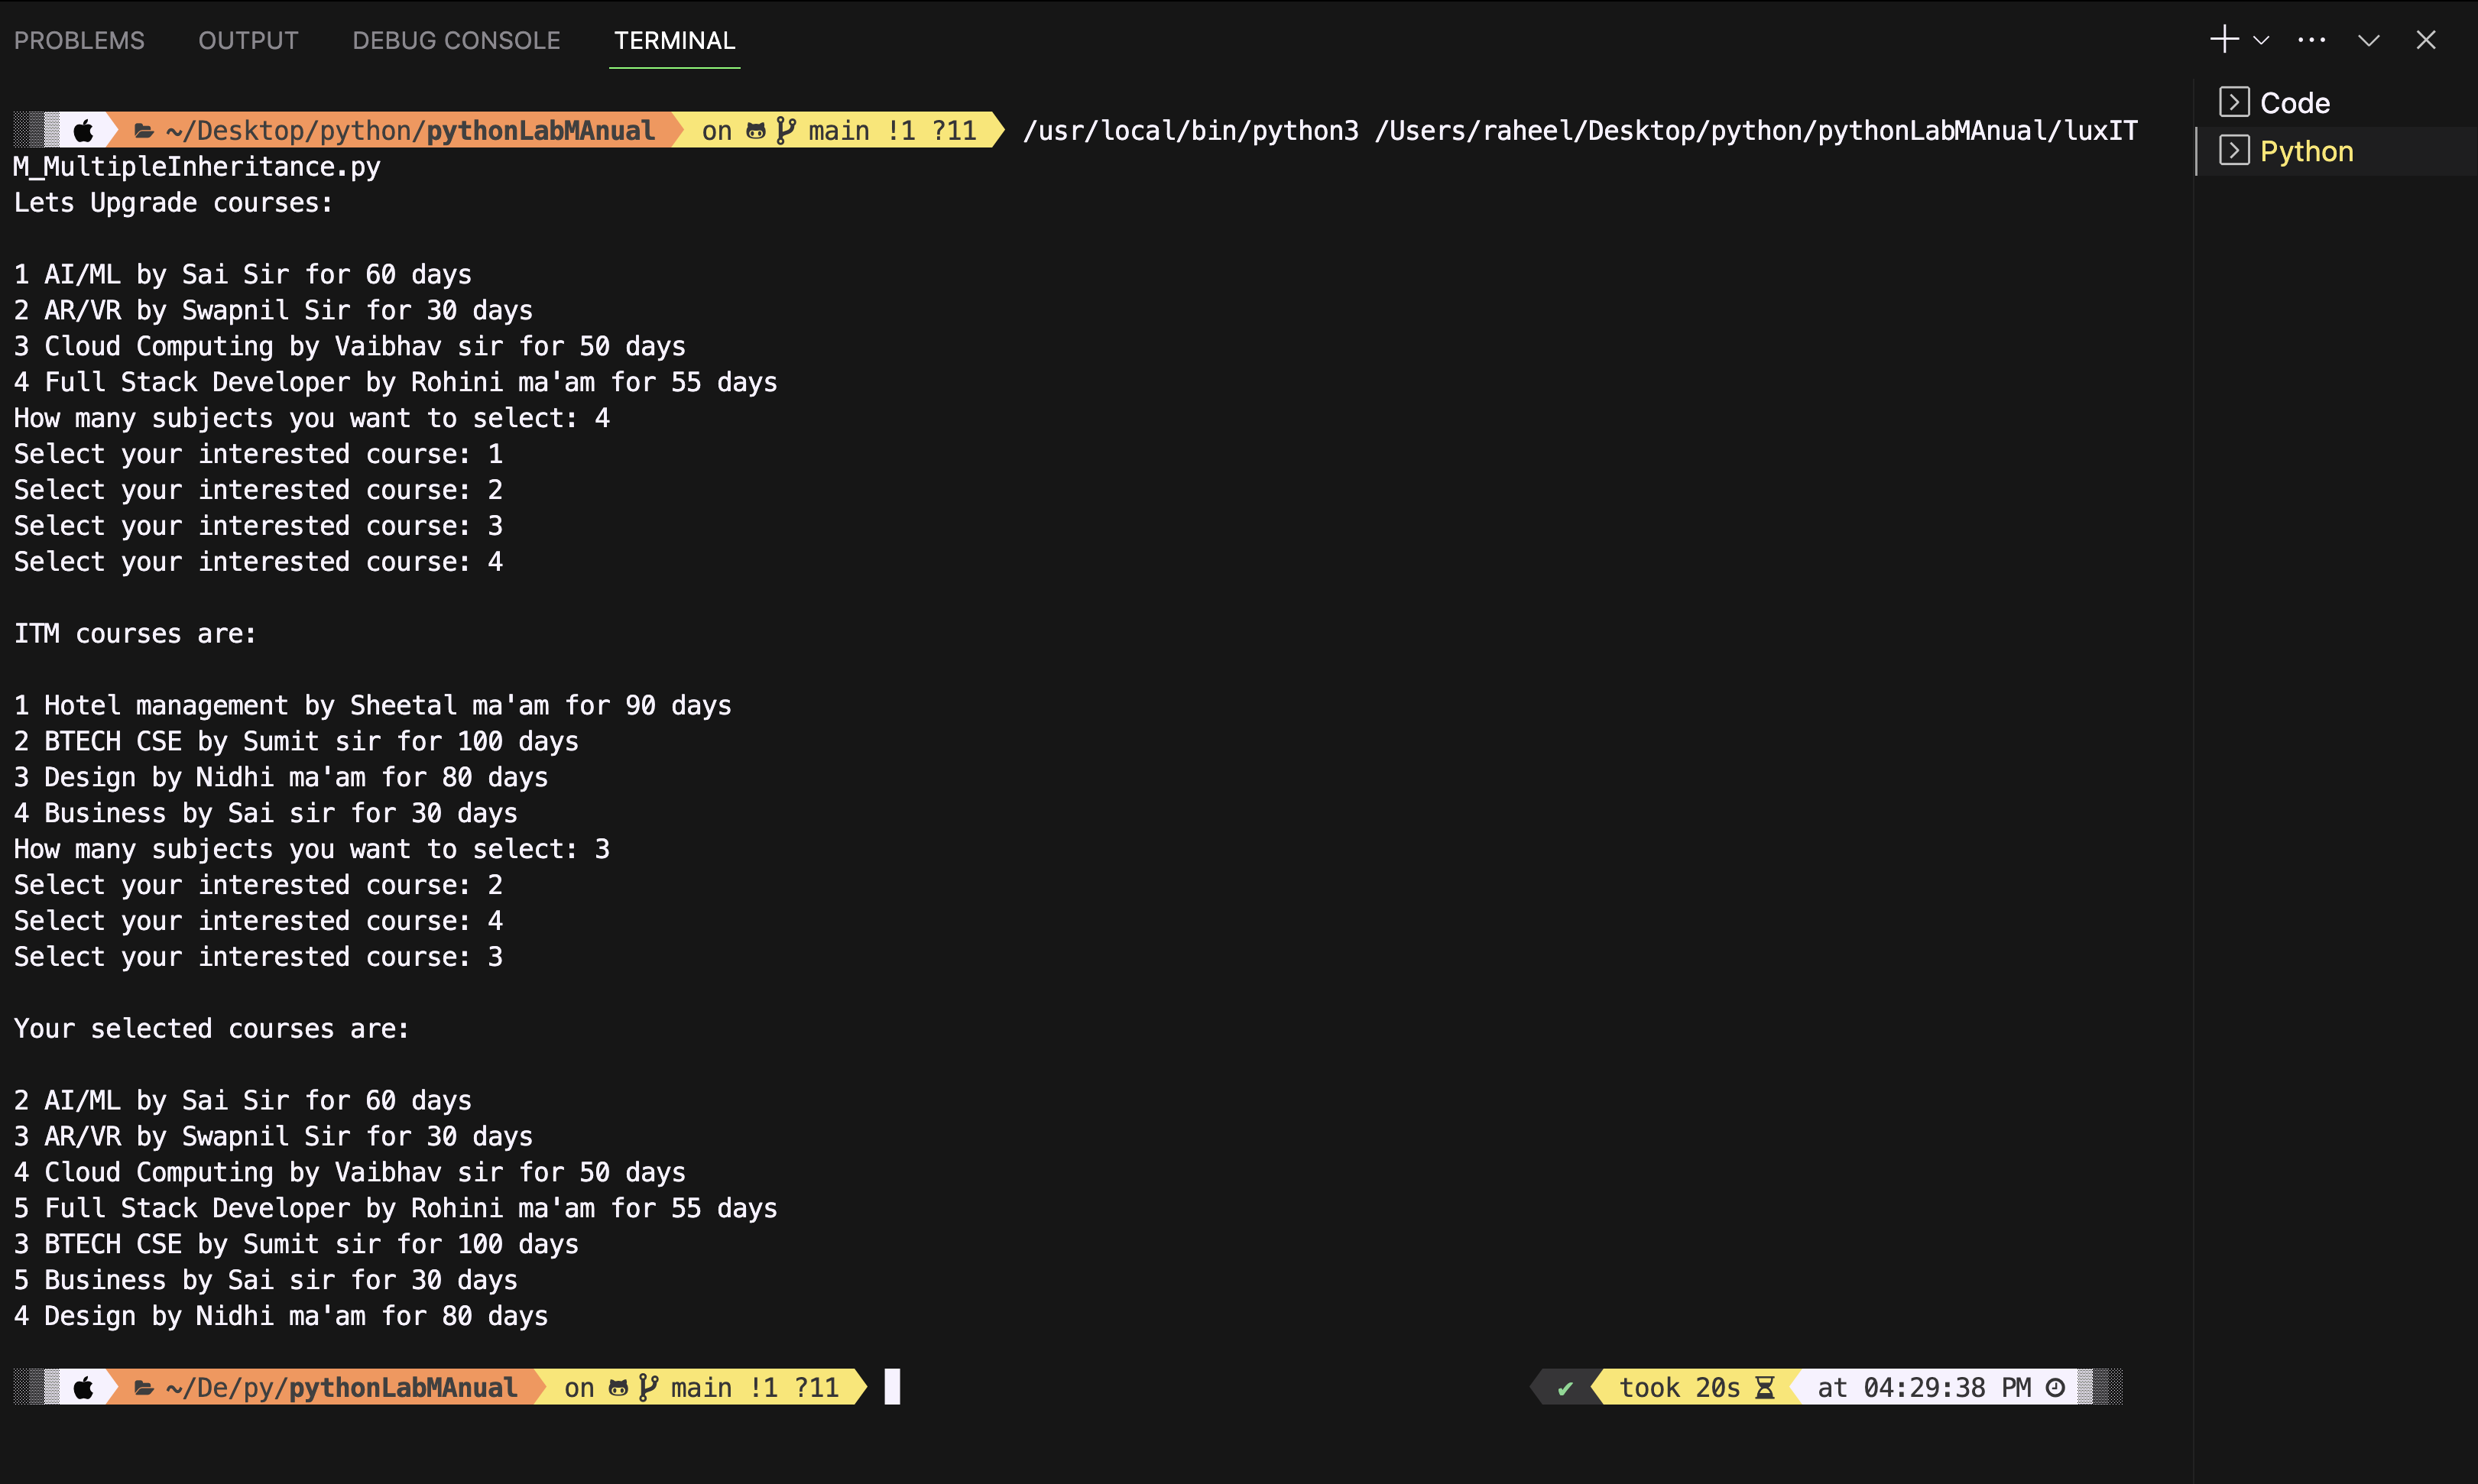 PROBLEMS OUTPUT DEBUG CONSOLE TERMINAL
Code
Python
~/Desktop/python/pythonLabMAnual on main !1 ?11 /usr/local/bin/python3 /Users/raheel/Desktop/python/pythonLabMAnual/luxIT
M_MultipleInheritance.py
Lets Upgrade courses:
1 AI/ML by Sai Sir for 60 days
2 AR/VR by Swapnil Sir for 30 days
3 Cloud Computing by Vaibhav sir for 50 days
4 Full Stack Developer by Rohini ma'am for 55 days
How many subjects you want to select: 4
Select your interested course: 1
Select your interested course: 2
Select your interested course: 3
Select your interested course: 4
ITM courses are:
1 Hotel management by Sheetal ma'am for 90 days
2 BTECH CSE by Sumit sir for 100 days
3 Design by Nidhi ma'am for 80 days
4 Business by Sai sir for 30 days
How many subjects you want to select: 3
Select your interested course: 2
Select your interested course: 4
Select your interested course: 3
Your selected courses are:
2 AI/ML by Sai Sir for 60 days
3 AR/VR by Swapnil Sir for 30 days
4 Cloud Computing by Vaibhav sir for 50 days
5 Full Stack Developer by Rohini ma'am for 55 days
3 BTECH CSE by Sumit sir for 100 days
5 Business by Sai sir for 30 days
4 Design by Nidhi ma'am for 80 days
~/De/py/pythonLabMAnual on main !1 ?11 ✔ took 20s at 04:29:38 PM